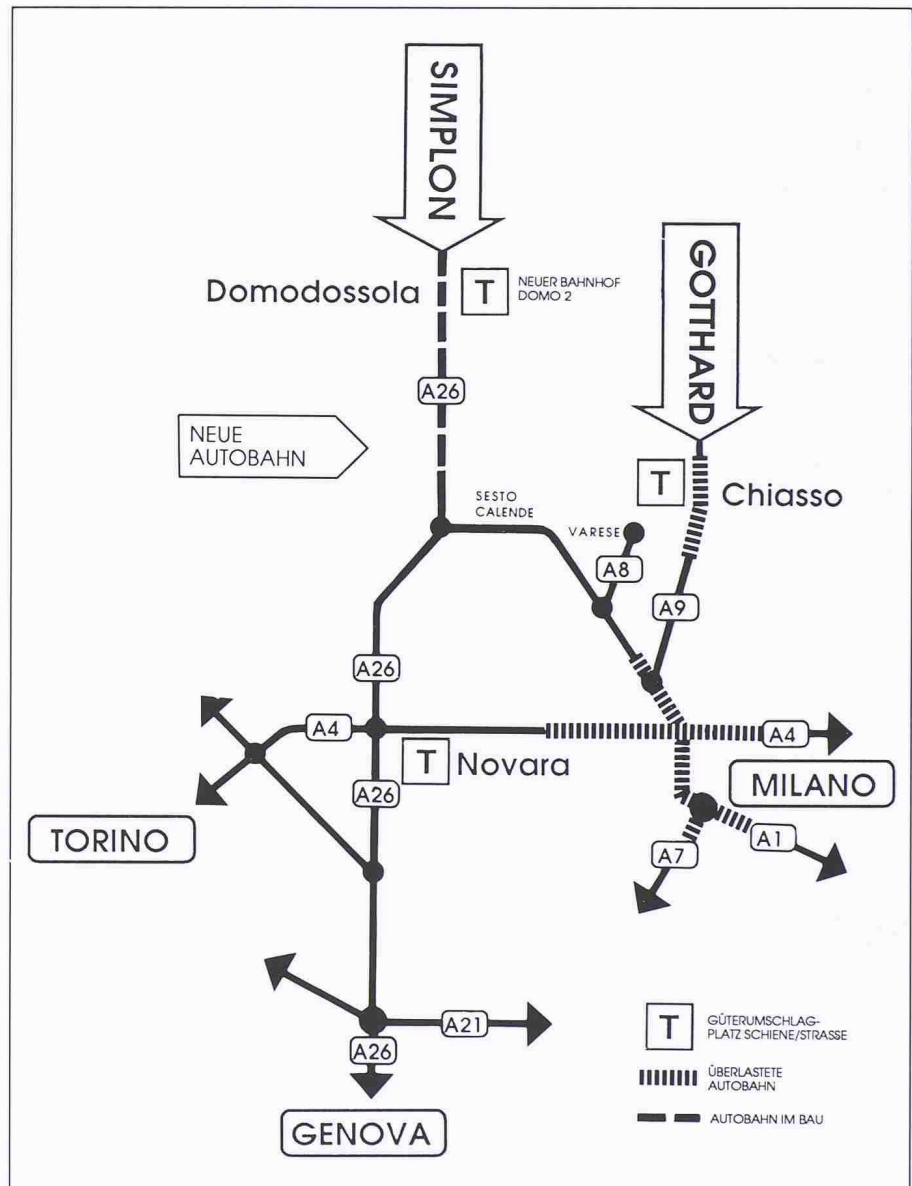 SIMPLON
GOTTHARD
Domodossola
T
NEUER BAHNHOF
DOMO 2
A26
NEUE
AUTOBAHN
T
Chiasso
SESTO
CALENDE
VARESE
A8
A9
A26
A4
A4
T
Novara
A26
MILANO
TORINO
A7
A1
A21
A26
GENOVA
T
GÜTERUMSCHLAG-
PLATZ SCHIENE/STRASSE
ÜBERLASTETE
AUTOBAHN
AUTOBAHN IM BAU